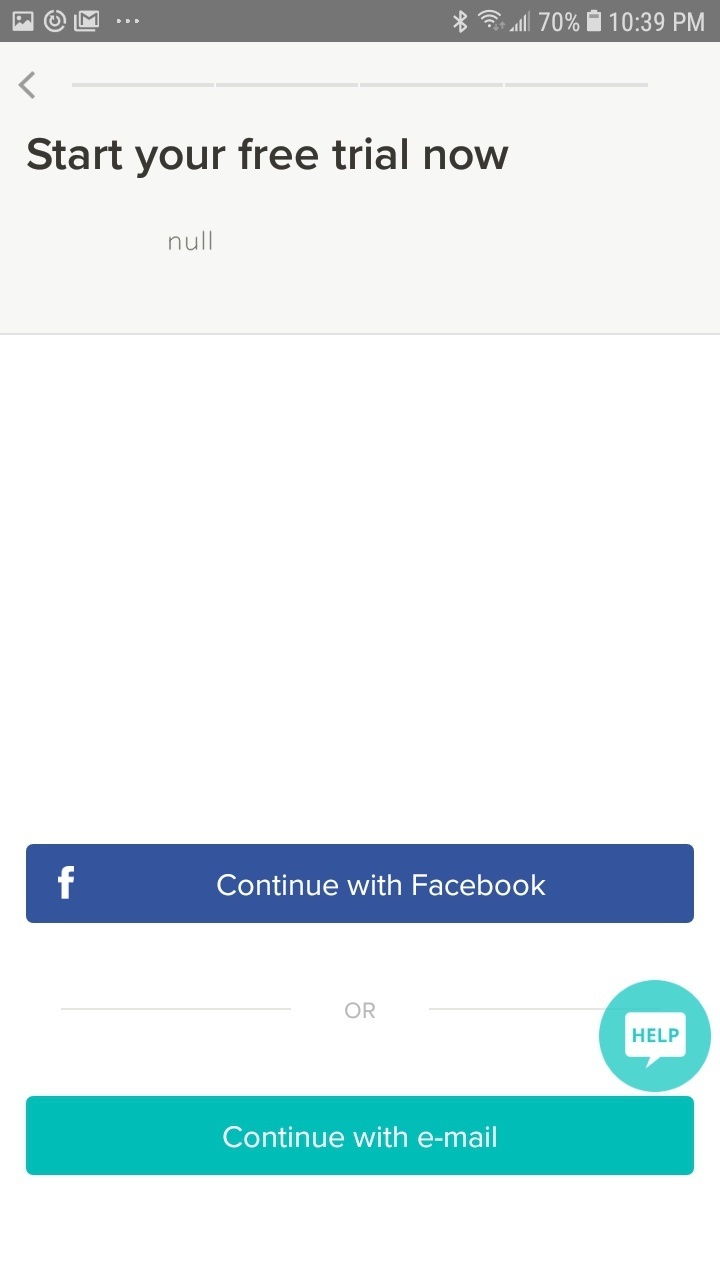 70% 10:39 PM
Start your free trial now
null
f Continue with Facebook
OR
HELP
Continue with e-mail